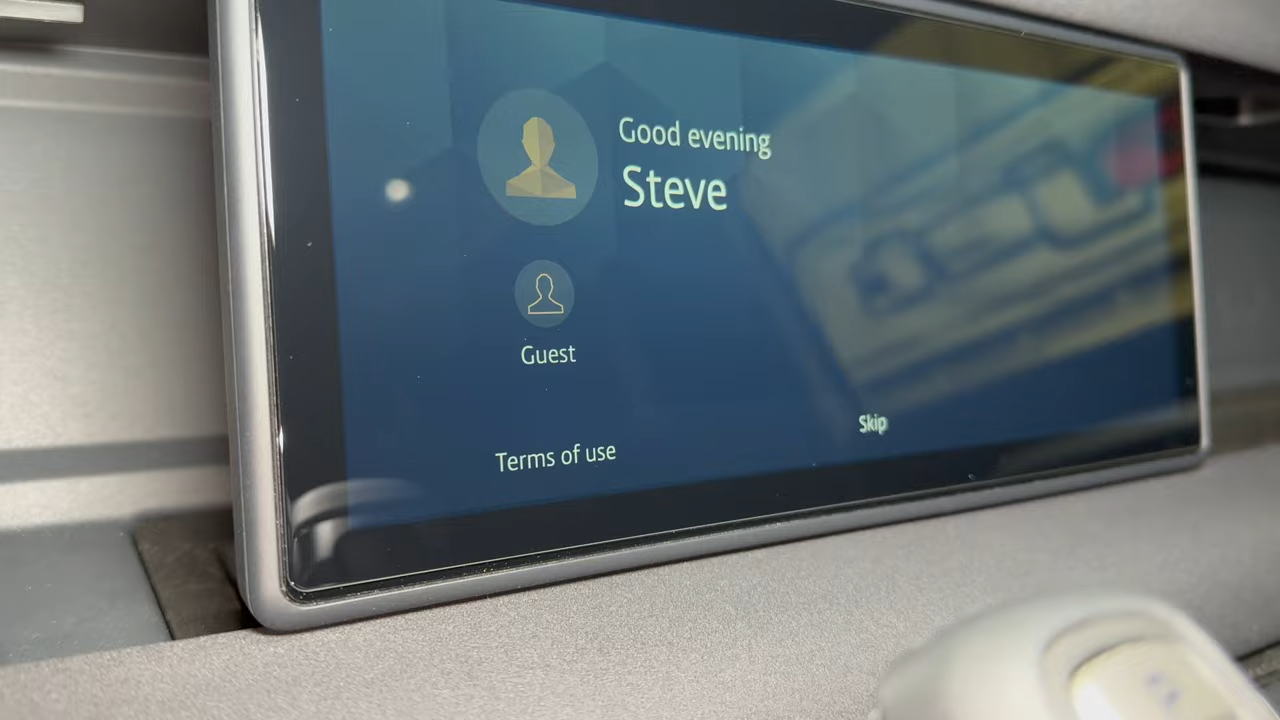 Good evening
Steve
Guest
Terms of use
Skip